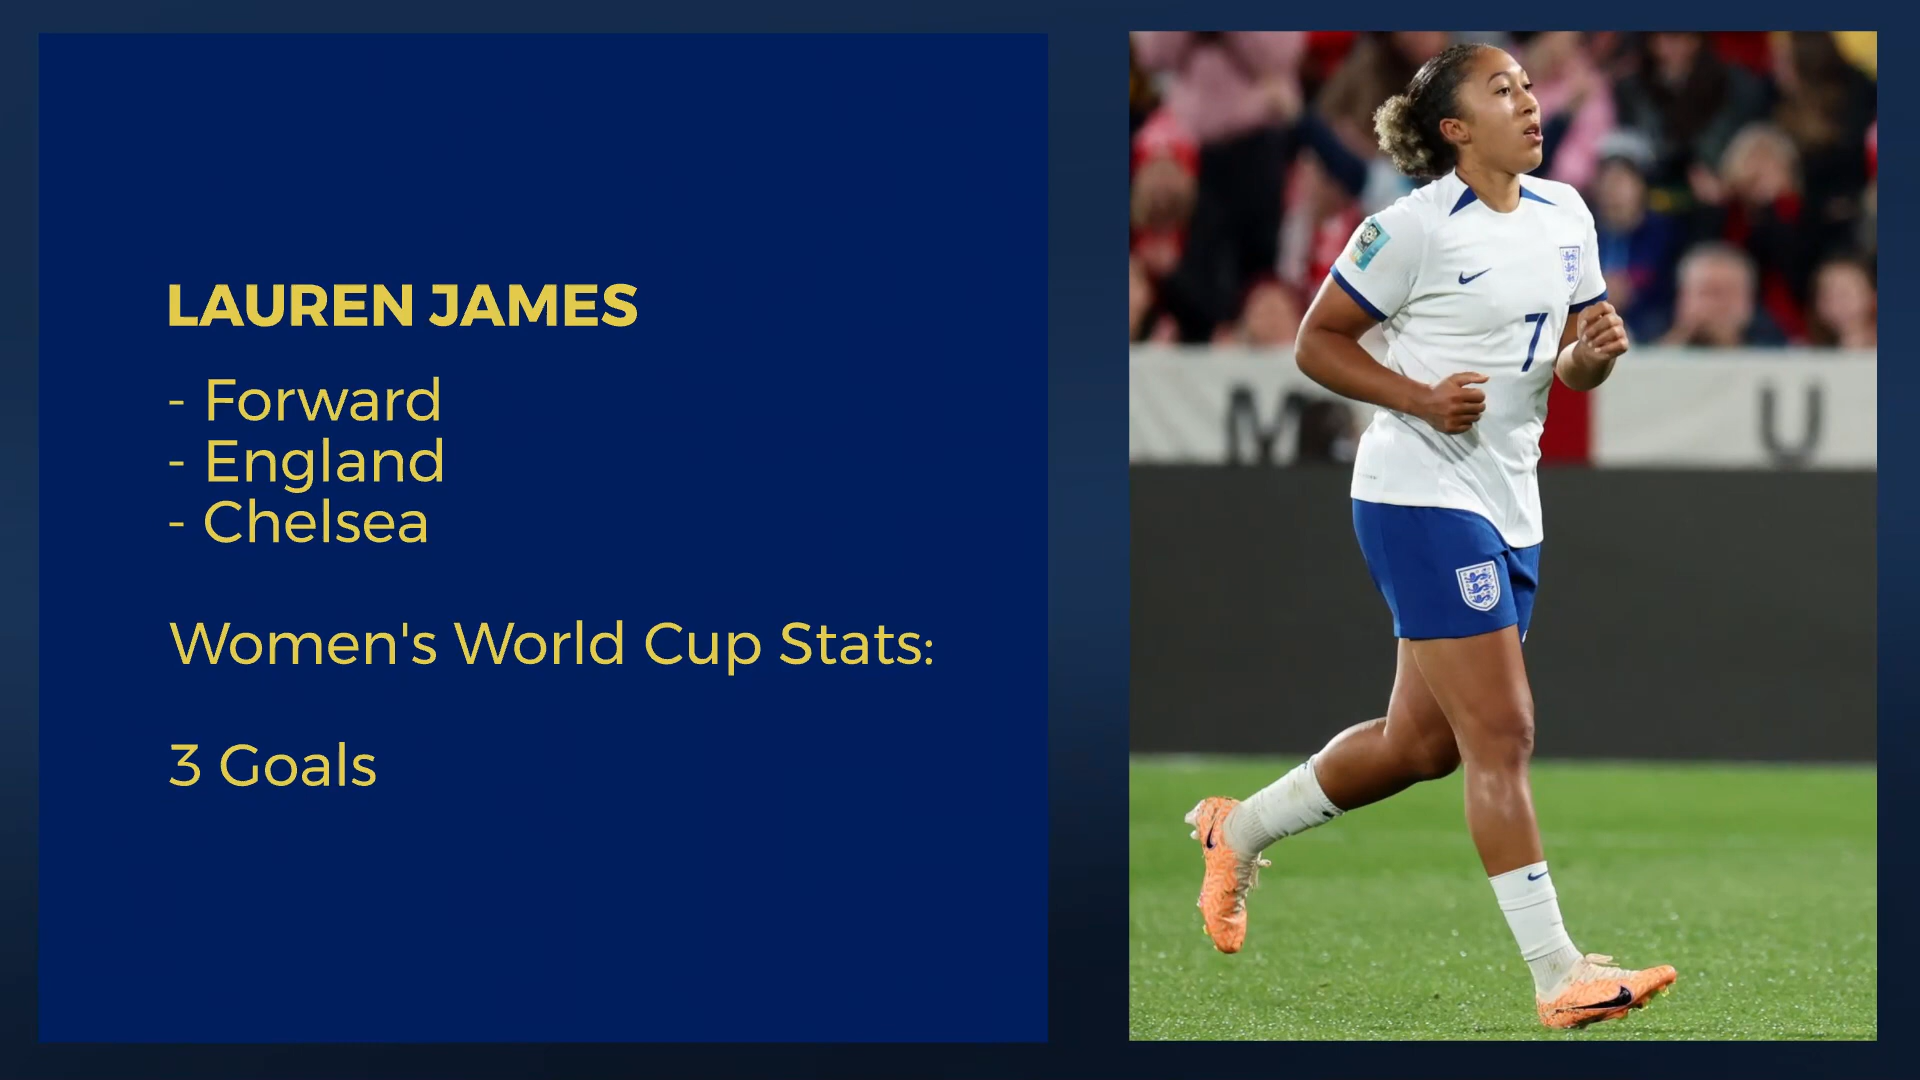 LAUREN JAMES
- Forward
- England
- Chelsea
Women's World Cup Stats:
3 Goals
7
M
U